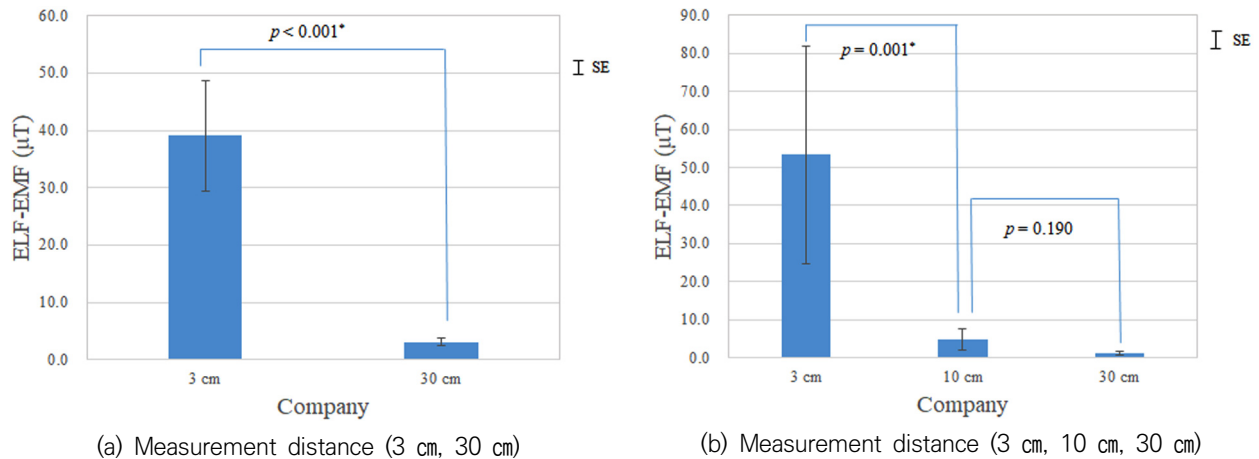 60.0
50.0
40.0
30.0
20.0
10.0
0.0
ELF-EMF (μT)
p < 0.001*
SE
3 cm 30 cm
Company
(a) Measurement distance (3 ㎝, 30 ㎝)
90.0
80.0
70.0
60.0
50.0
40.0
30.0
20.0
10.0
0.0
ELF-EMF (μT)
p = 0.001*
p = 0.190
SE
3 cm 10 cm 30 cm
Company
(b) Measurement distance (3 ㎝, 10 ㎝, 30 ㎝)